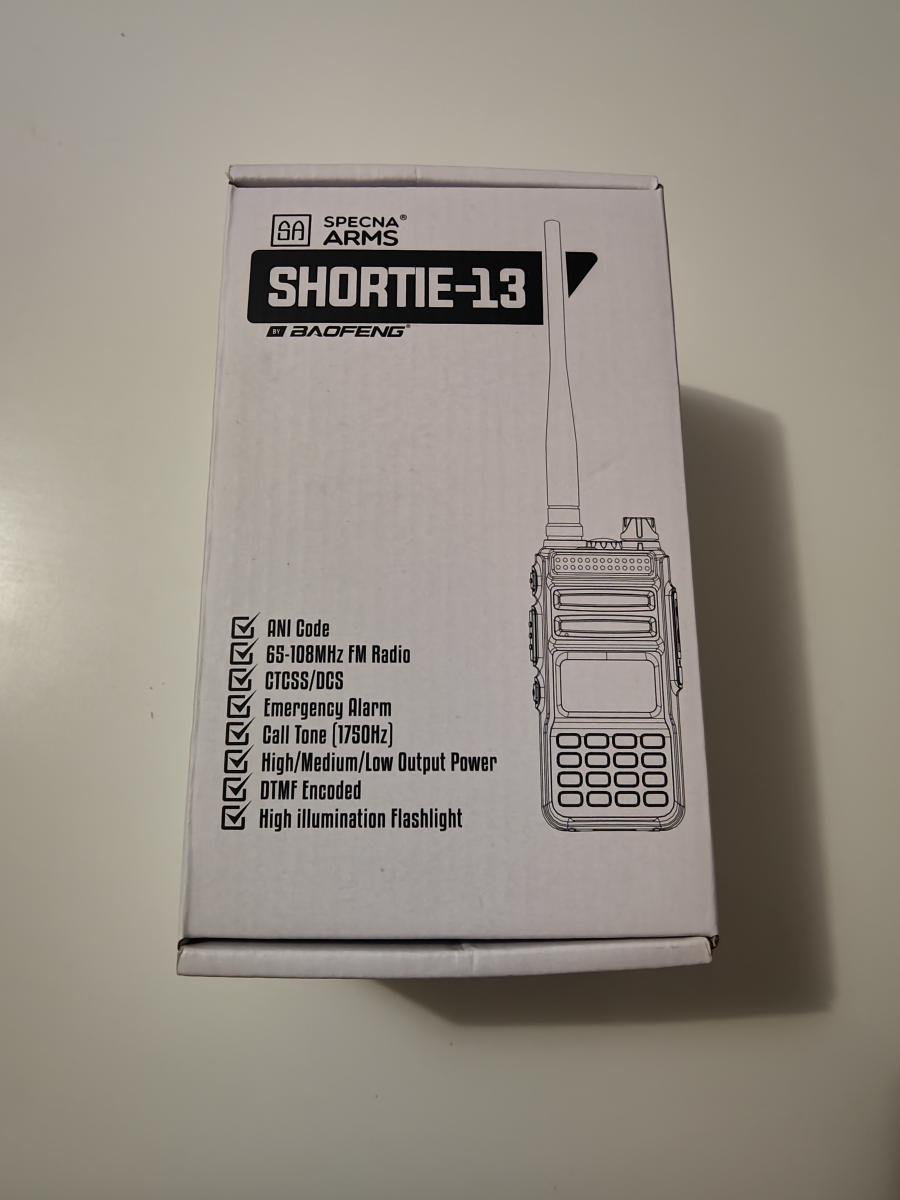 SA SPECNA®
ARMS
SHORTIE-13
BY BAOFENG®
ANI Code
65-108MHz FM Radio
CTCSS/DCS
Emergency Alarm
Call Tone (1750Hz)
High/Medium/Low Output Power
DTMF Encoded
High illumination Flashlight